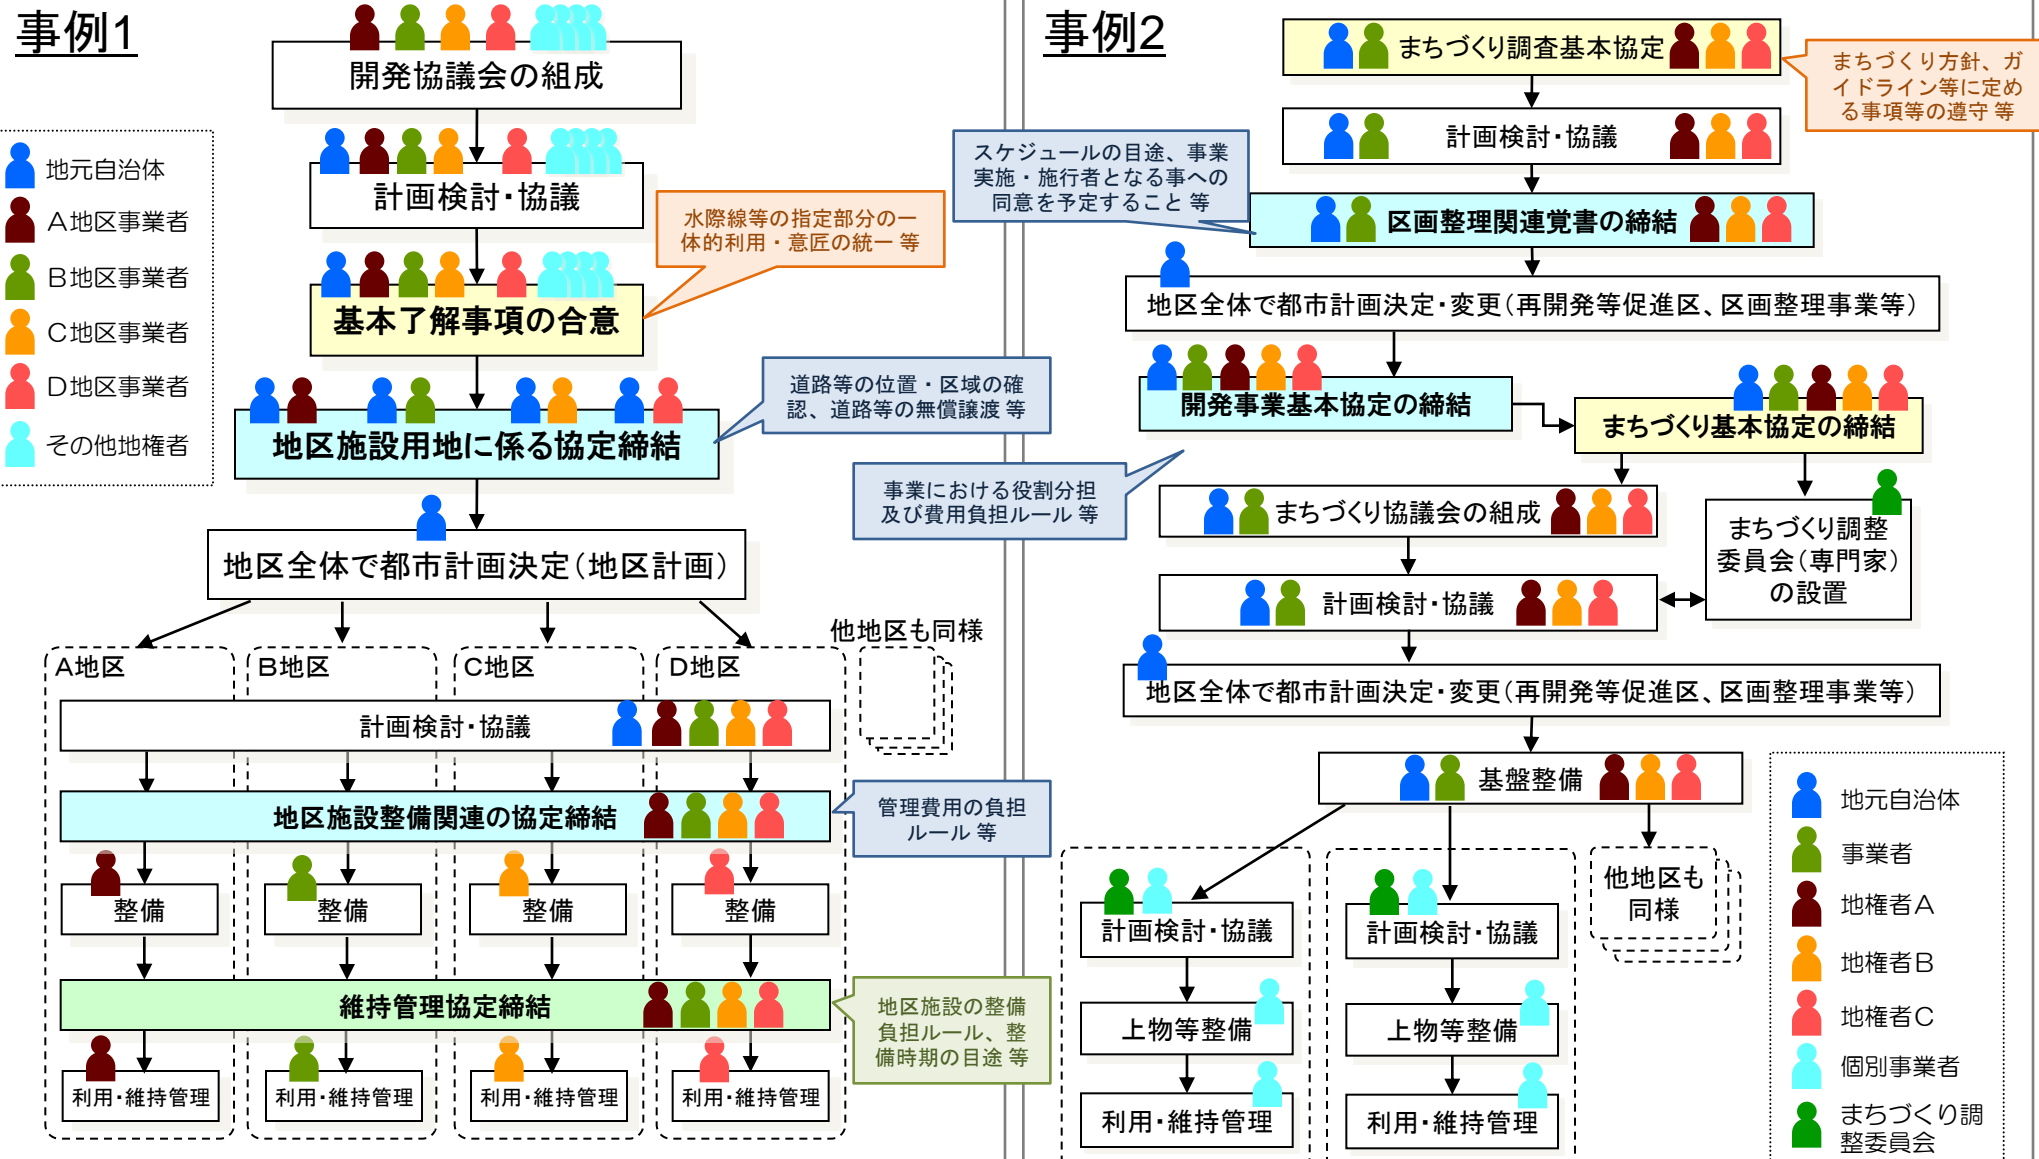 事例1
開発協議会の組成
地元自治体
A地区事業者
B地区事業者
C地区事業者
D地区事業者
その他地権者
計画検討・協議
水際線等の指定部分の一
体的利用・意匠の統一 等
基本了解事項の合意
道路等の位置・区域の確
認、道路等の無償譲渡 等
地区施設用地に係る協定締結
地区全体で都市計画決定(地区計画)
他地区も同様
A地区
B地区
C地区
D地区
計画検討・協議
地区施設整備関連の協定締結
管理費用の負担
ルール 等
整備
整備
整備
整備
維持管理協定締結
地区施設の整備
負担ルール、整
備時期の目途 等
利用・維持管理
利用・維持管理
利用・維持管理
利用・維持管理
事例2
まちづくり調査基本協定
まちづくり方針、ガ
イドライン等に定め
る事項等の遵守 等
計画検討・協議
スケジュールの目途、事業
実施・施行者となる事への
同意を予定すること 等
区画整理関連覚書の締結
地区全体で都市計画決定・変更(再開発等促進区、区画整理事業等)
開発事業基本協定の締結
まちづくり基本協定の締結
事業における役割分担
及び費用負担ルール 等
まちづくり協議会の組成
まちづくり調整
委員会(専門家)
の設置
計画検討・協議
地区全体で都市計画決定・変更(再開発等促進区、区画整理事業等)
基盤整備
他地区も
同様
計画検討・協議
計画検討・協議
上物等整備
上物等整備
利用・維持管理
利用・維持管理
地元自治体
事業者
地権者A
地権者B
地権者C
個別事業者
まちづくり調
整委員会